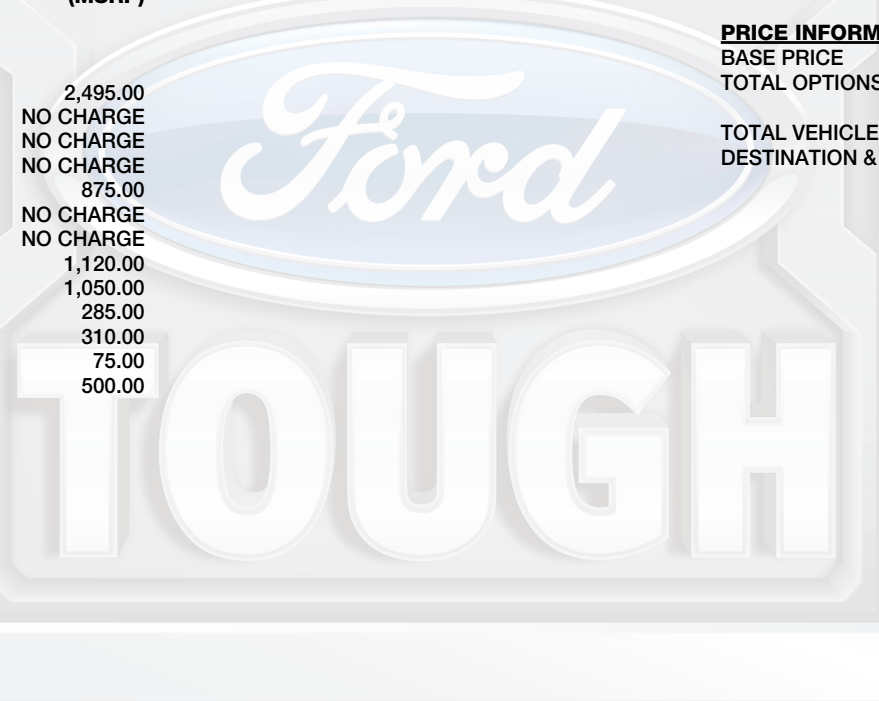 (MSRP)
2,495.00
NO CHARGE
NO CHARGE
NO CHARGE
875.00
NO CHARGE
NO CHARGE
1,120.00
1,050.00
285.00
310.00
75.00
500.00
PRICE INFORM
BASE PRICE
TOTAL OPTIONS
TOTAL VEHICLE
DESTINATION &
Ford
TOUGH